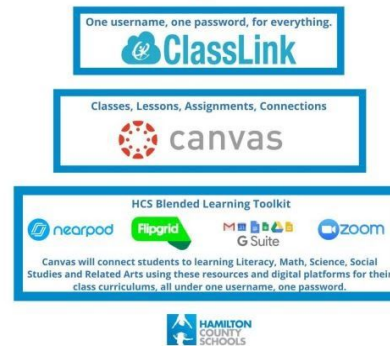 One username, one password, for everything.
ClassLink
Classes, Lessons, Assignments, Connections
canvas
HCS Blended Learning Toolkit
nearpod
Flipgrid
G Suite
zoom
Canvas will connect students to learning Literacy, Math, Science, Social
Studies and Related Arts using these resources and digital platforms for their
class curriculums, all under one username, one password.
HAMILTON
COUNTY
SCHOOLS